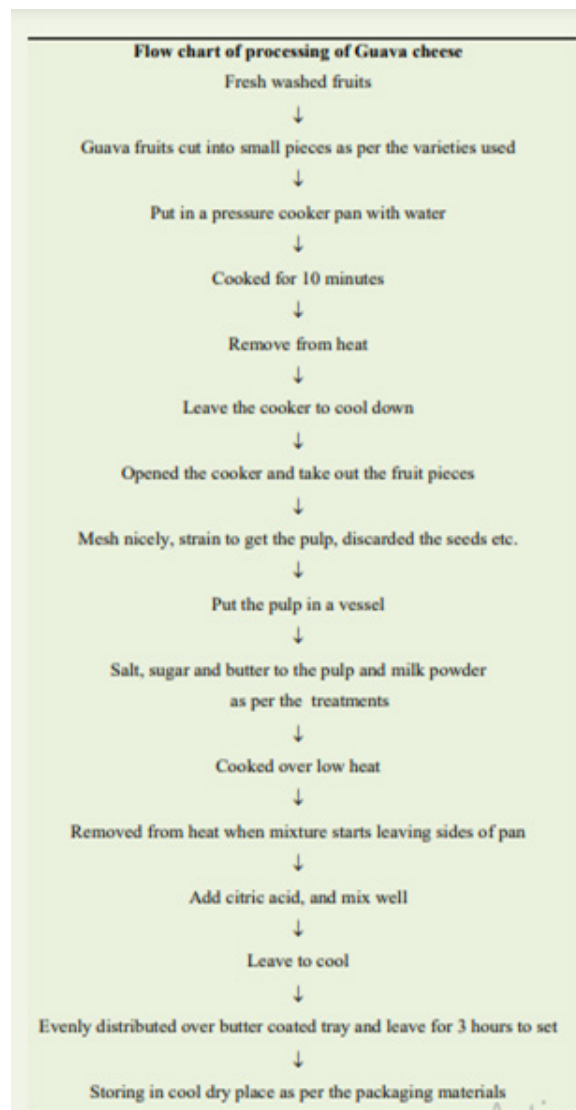 Flow chart of processing of Guava cheese
Fresh washed fruits
↓
Guava fruits cut into small pieces as per the varieties used
↓
Put in a pressure cooker pan with water
↓
Cooked for 10 minutes
↓
Remove from heat
↓
Leave the cooker to cool down
↓
Opened the cooker and take out the fruit pieces
↓
Mesh nicely, strain to get the pulp, discarded the seeds etc.
↓
Put the pulp in a vessel
↓
Salt, sugar and butter to the pulp and milk powder
as per the treatments
↓
Cooked over low heat
↓
Removed from heat when mixture starts leaving sides of pan
↓
Add citric acid, and mix well
↓
Leave to cool
↓
Evenly distributed over butter coated tray and leave for 3 hours to set
↓
Storing in cool dry place as per the packaging materials